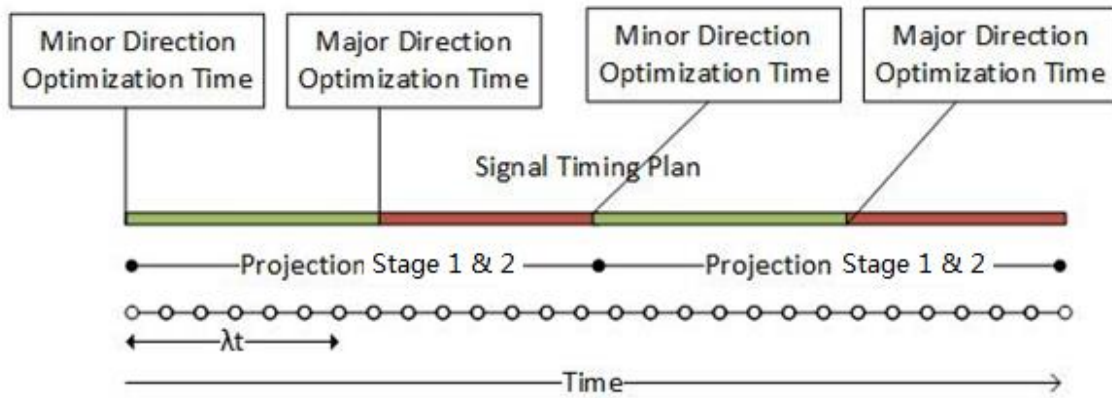 Minor Direction
Optimization Time
Major Direction
Optimization Time
Minor Direction
Optimization Time
Major Direction
Optimization Time
Signal Timing Plan
Projection Stage 1 & 2
Projection Stage 1 & 2
λt
Time